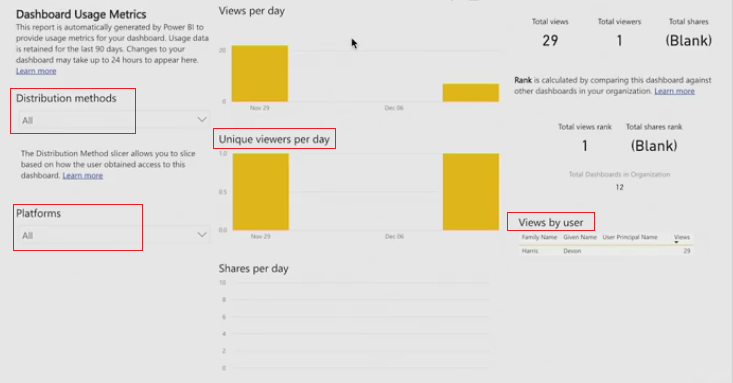 Dashboard Usage Metrics
This report is automatically generated by Power BI to
provide usage metrics for your dashboard. Usage data
is retained for the last 90 days. Changes to your
dashboard may take up to 24 hours to appear here.
Learn more
Distribution methods
All
The Distribution Method slicer allows you to slice
based on how the user obtained access to this
dashboard. Learn more
Platforms
All
Views per day
20
0
Nov 29 Dec 06
Unique viewers per day
1.0
0.5
0.0
Nov 29 Dec 06
Shares per day
10
8
6
4
2
0
Total views Total viewers Total shares
29 1 (Blank)
Rank is calculated by comparing this dashboard against
other dashboards in your organization. Learn more
Total views rank Total shares rank
1 (Blank)
Total Dashboards in Organization
12
Views by user
Family Name Given Name User Principal Name Views
Harris Devon 29